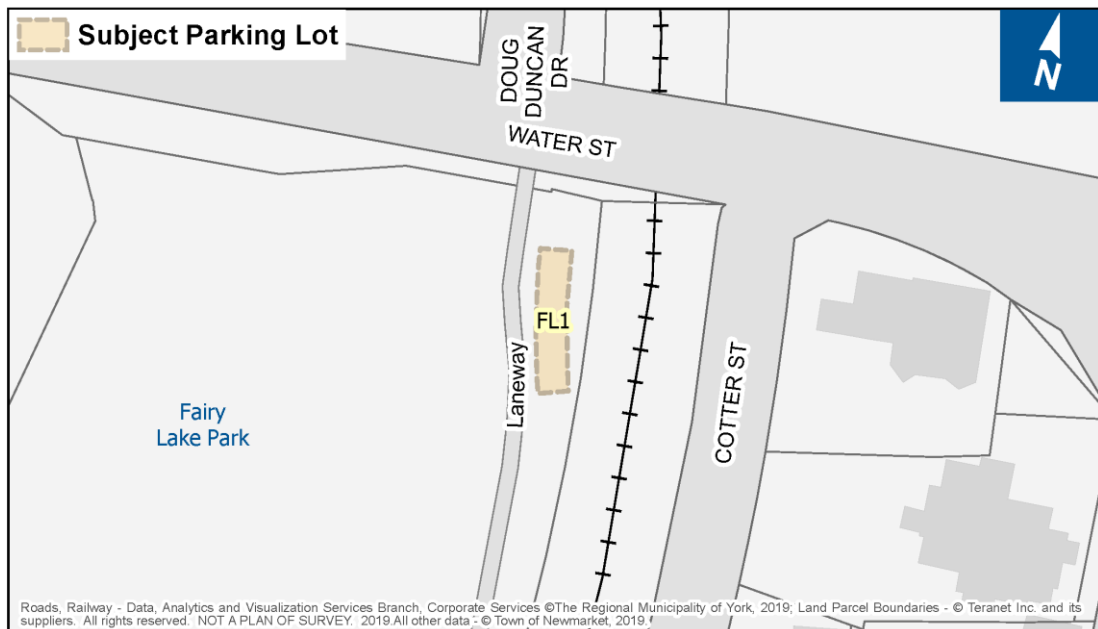 Subject Parking Lot
N
DOUG
DUNCAN
DR
WATER ST
FL1
Laneway
COTTER ST
Fairy
Lake Park
Roads, Railway - Data, Analytics and Visualization Services Branch, Corporate Services ©The Regional Municipality of York, 2019; Land Parcel Boundaries - © Teranet Inc. and its
suppliers. All rights reserved. NOT A PLAN OF SURVEY. 2019.All other data - © Town of Newmarket, 2019.